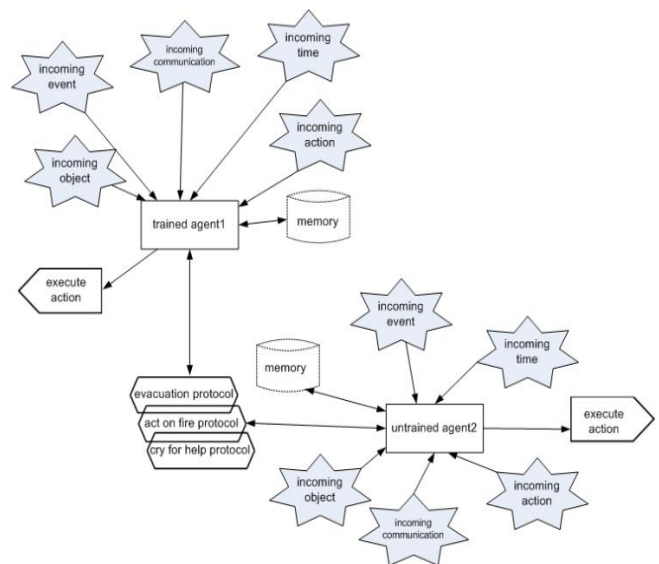 incoming
time
incoming
communication
incoming
event
incoming
action
incoming
object
trained agent1
memory
execute
action
incoming
event
incoming
time
memory
evacuation protocol
act on fire protocol
cry for help protocol
untrained agent2
execute
action
incoming
object
incoming
action
incoming
communication